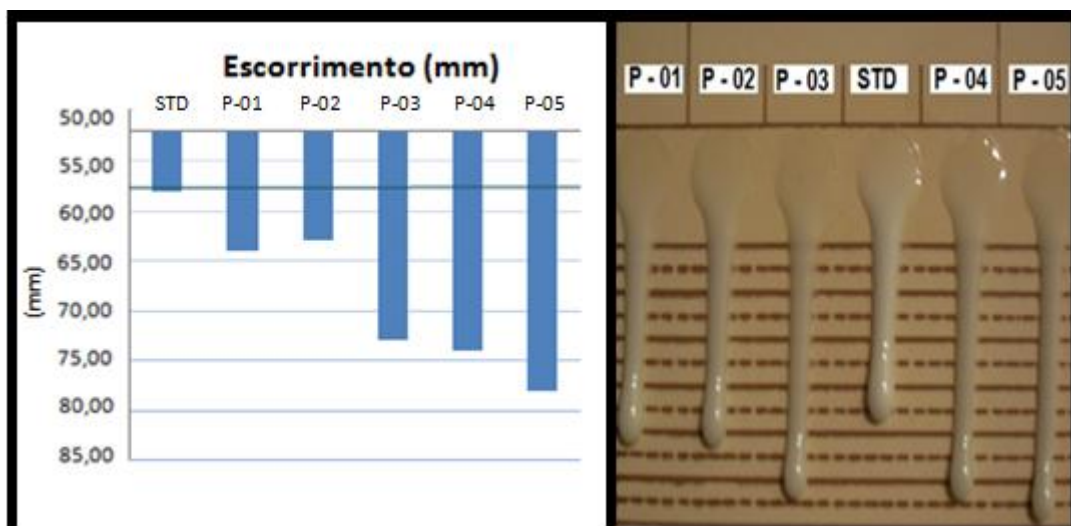 Escorrimento (mm)
STD P-01 P-02 P-03 P-04 P-05
50,00
55,00
60,00
65,00
70,00
75,00
80,00
85,00
(mm)
P - 01 P - 02 P - 03 STD P - 04 P - 05